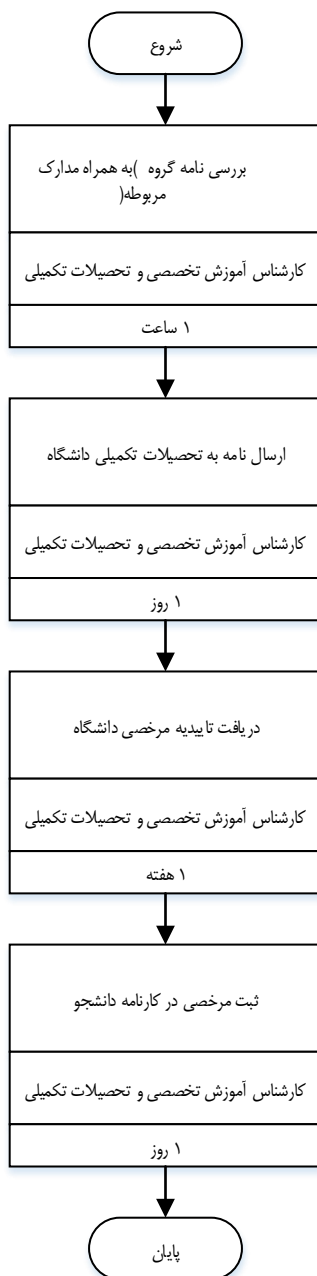 شروع
بررسی نامه گروه )به همراه مدارک
مربوطه(
کارشناس آموزش تخصصی و تحصیلات تکمیلی
۱ ساعت
ارسال نامه به تحصیلات تکمیلی دانشگاه
کارشناس آموزش تخصصی و تحصیلات تکمیلی
۱ روز
دریافت تاییدیه مرخصی دانشگاه
کارشناس آموزش تخصصی و تحصیلات تکمیلی
۱ هفته
ثبت مرخصی در کارنامه دانشجو
کارشناس آموزش تخصصی و تحصیلات تکمیلی
۱ روز
پایان